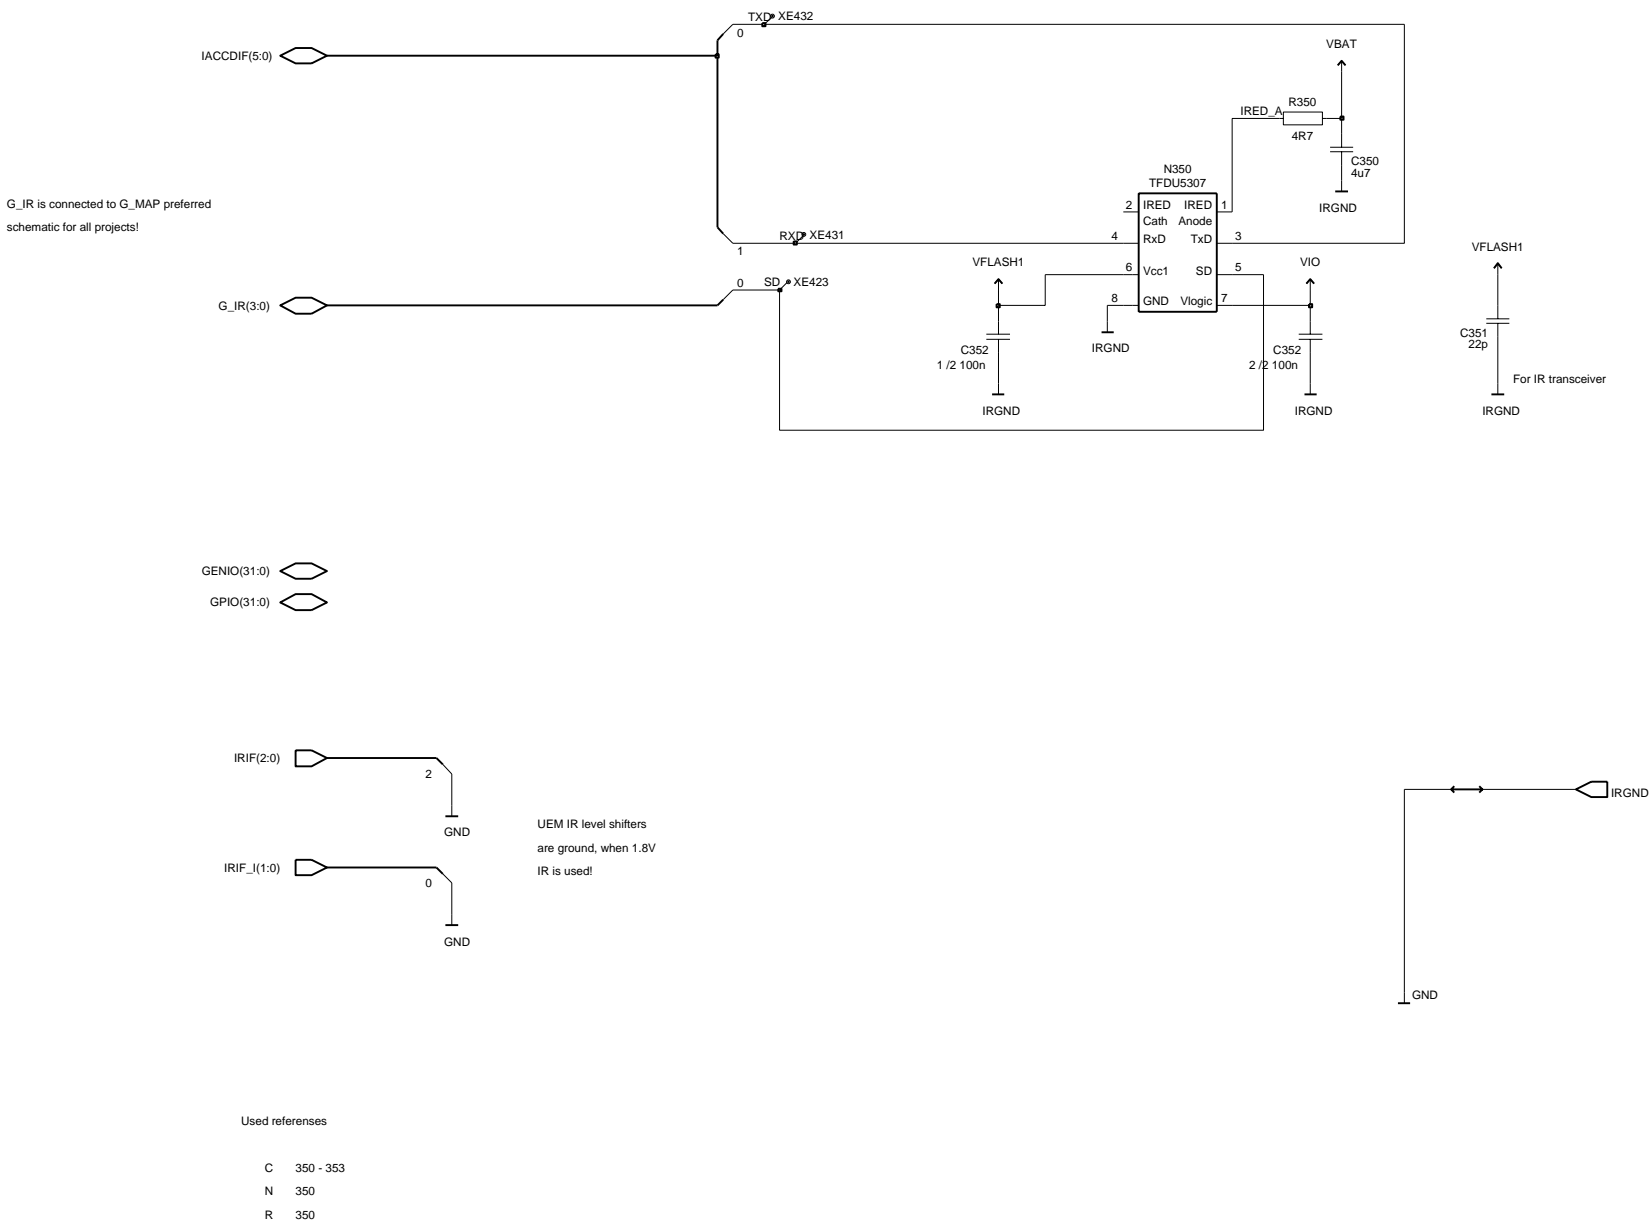 TXD XE432
0
IACCDIF(5:0)
VBAT
R350
IRED_A
4R7
C350
4u7
IRGND
N350
TFDU5307
G_IR is connected to G_MAP preferred
schematic for all projects!
2 IRED IRED 1
Cath Anode
RXD XE431
4 RxD TxD 3
1
VFLASH1
6 Vcc1 SD 5
VIO
VFLASH1
0 SD XE423
G_IR(3:0)
8 GND Vlogic 7
IRGND
C352
1 /2 100n
IRGND
C352
2 /2 100n
IRGND
C351
22p
For IR transceiver
IRGND
GENIO(31:0)
GPIO(31:0)
IRIF(2:0)
2
GND
UEM IR level shifters
are ground, when 1.8V
IR is used!
IRIF_I(1:0)
0
GND
IRGND
GND
Used referenses
C 350 - 353
N 350
R 350